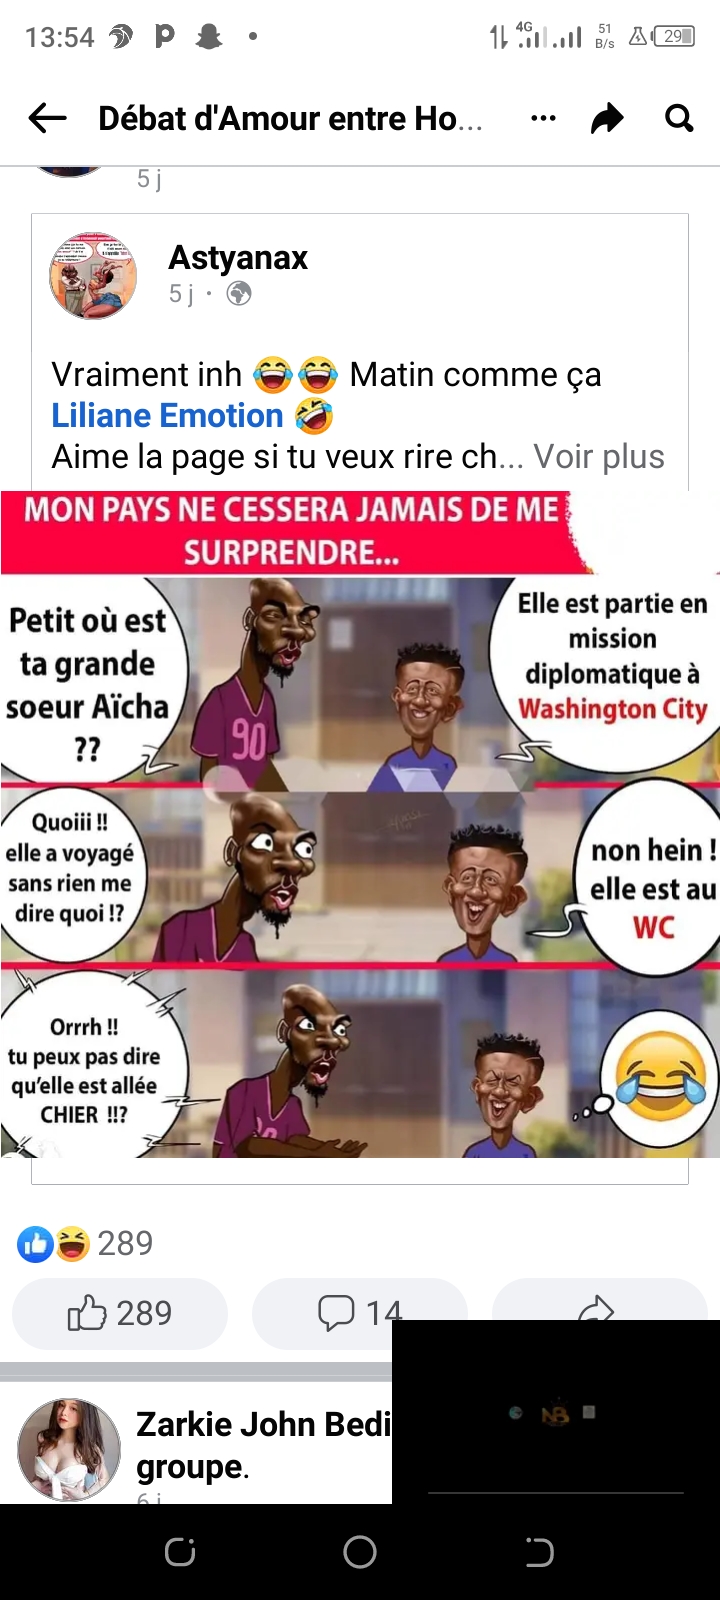 13:54
4G
51
B/s
29
Débat d'Amour entre Ho...
5 j
Astyanax
5 j ·
Vraiment inh 😂😂 Matin comme ça
Liliane Emotion 🤣
Aime la page si tu veux rire ch... Voir plus
MON PAYS NE CESSERA JAMAIS DE ME
SURPRENDRE...
Petit où est
ta grande
soeur Aïcha
??
Elle est partie en
mission
diplomatique à
Washington City
90
Quoiii !!
elle a voyagé
sans rien me
dire quoi !?
non hein !
elle est au
WC
Orrrh !!
tu peux pas dire
qu'elle est allée
CHIER !!?
289
289
14
Zarkie John Bedi
groupe.
6 j
NB